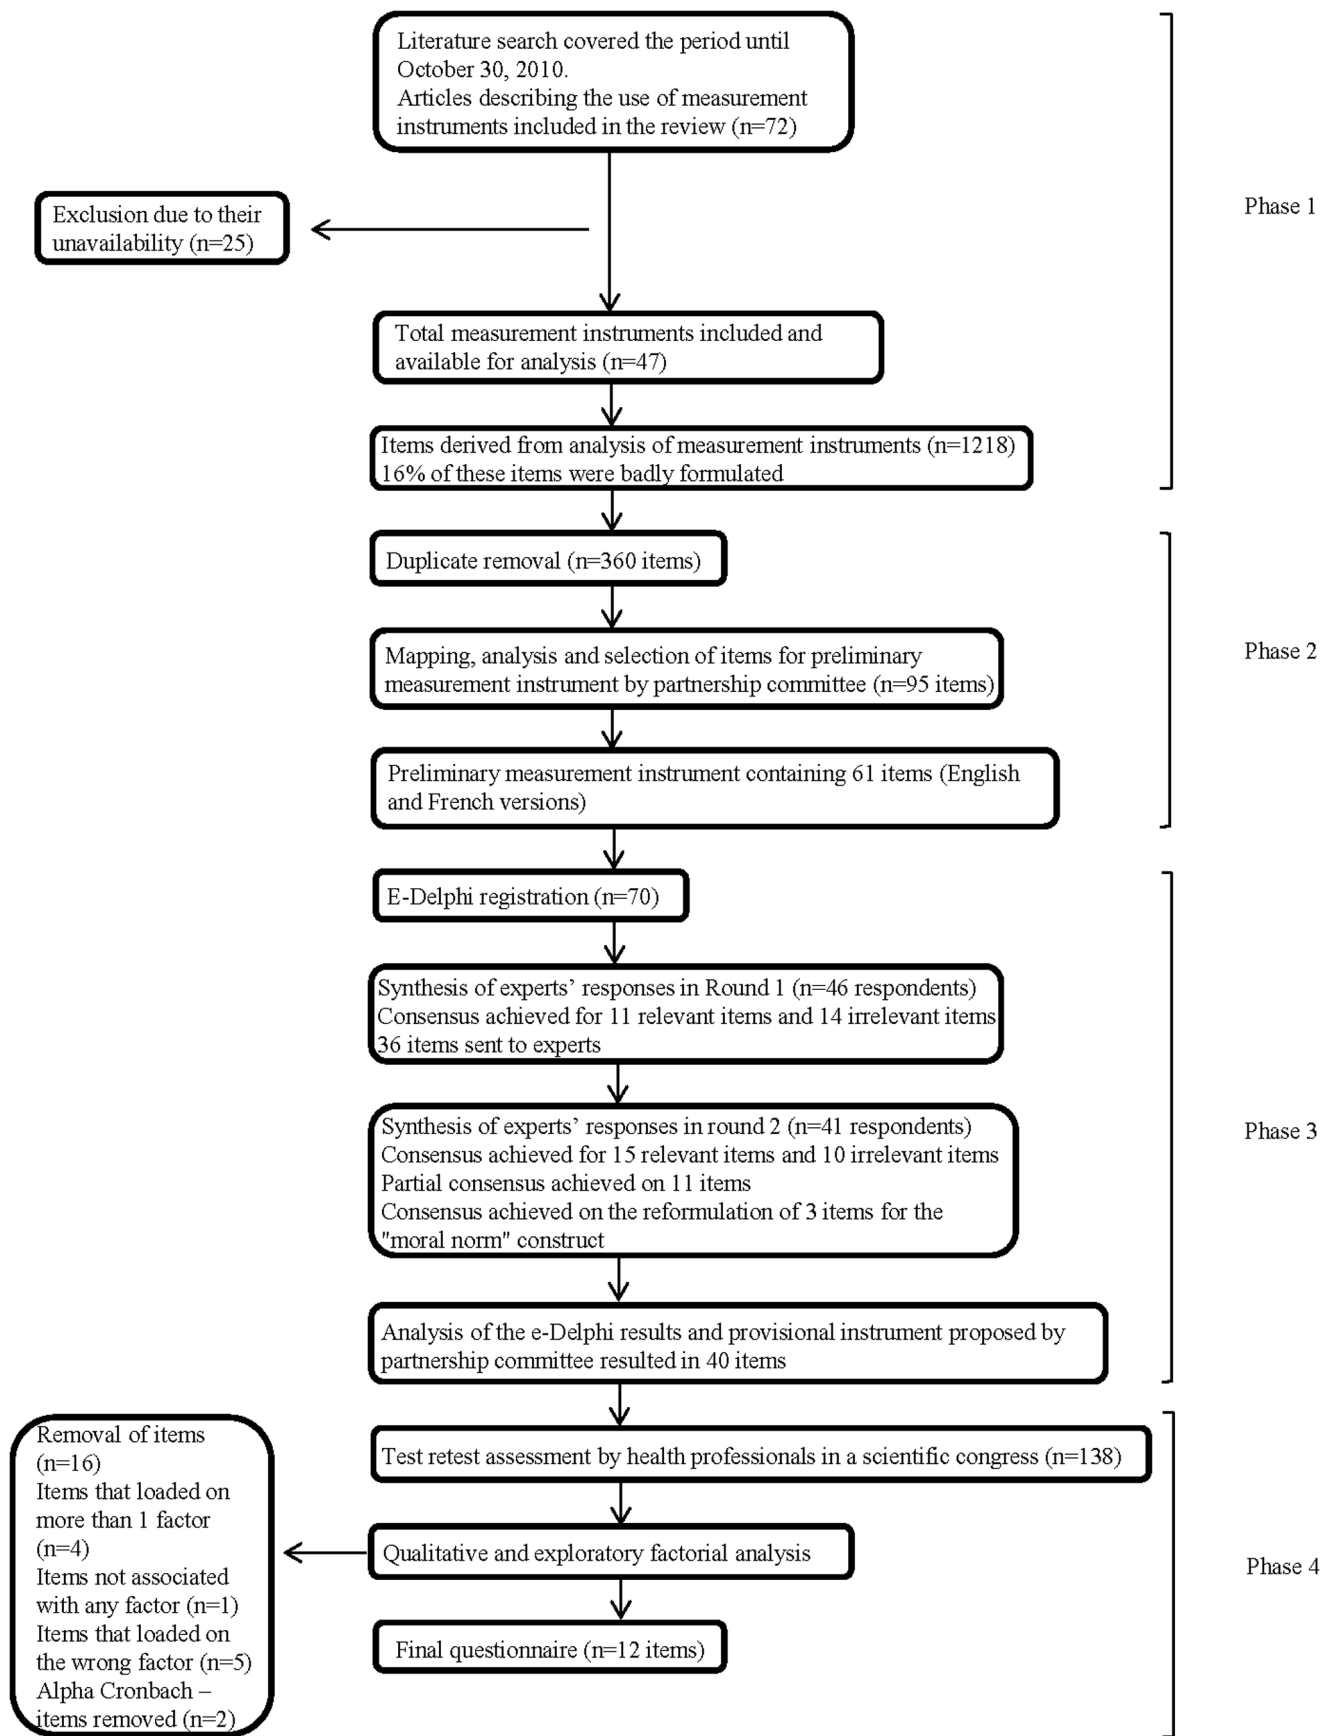 Literature search covered the period until
October 30, 2010.
Articles describing the use of measurement
instruments included in the review (n=72)
Phase 1
Exclusion due to their
unavailability (n=25)
Total measurement instruments included and
available for analysis (n=47)
Items derived from analysis of measurement instruments (n=1218)
16% of these items were badly formulated
Duplicate removal (n=360 items)
Mapping, analysis and selection of items for preliminary
measurement instrument by partnership committee (n=95 items)
Phase 2
Preliminary measurement instrument containing 61 items (English
and French versions)
E-Delphi registration (n=70)
Synthesis of experts’ responses in Round 1 (n=46 respondents)
Consensus achieved for 11 relevant items and 14 irrelevant items
36 items sent to experts
Synthesis of experts’ responses in round 2 (n=41 respondents)
Consensus achieved for 15 relevant items and 10 irrelevant items
Partial consensus achieved on 11 items
Consensus achieved on the reformulation of 3 items for the
"moral norm" construct
Phase 3
Analysis of the e-Delphi results and provisional instrument proposed by
partnership committee resulted in 40 items
Test retest assessment by health professionals in a scientific congress (n=138)
Qualitative and exploratory factorial analysis
Phase 4
Removal of items
(n=16)
Items that loaded on
more than 1 factor
(n=4)
Items not associated
with any factor (n=1)
Items that loaded on
the wrong factor (n=5)
Alpha Cronbach –
items removed (n=2)
Final questionnaire (n=12 items)